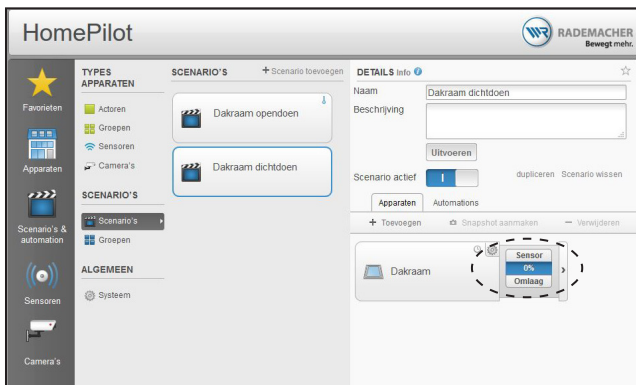 HomePilot
WR RADEMACHER
Bewegt mehr.
Favorieten
Apparaten
Scenario's &
automation
Sensoren
Camera's
TYPES
APPARATEN
Actoren
Groepen
Sensoren
Camera's
SCENARIO'S
Scenario's
Groepen
ALGEMEEN
Systeem
SCENARIO'S
+ Scenario toevoegen
Dakraam opendoen
Dakraam dichtdoen
DETAILS Info i
Naam
Dakraam dichtdoen
Beschrijving
Uitvoeren
Scenario actief
I
dupliceren Scenario wissen
Apparaten Automations
+ Toevoegen Snapshot aanmaken − Verwijderen
Dakraam
Sensor
0%
Omlaag